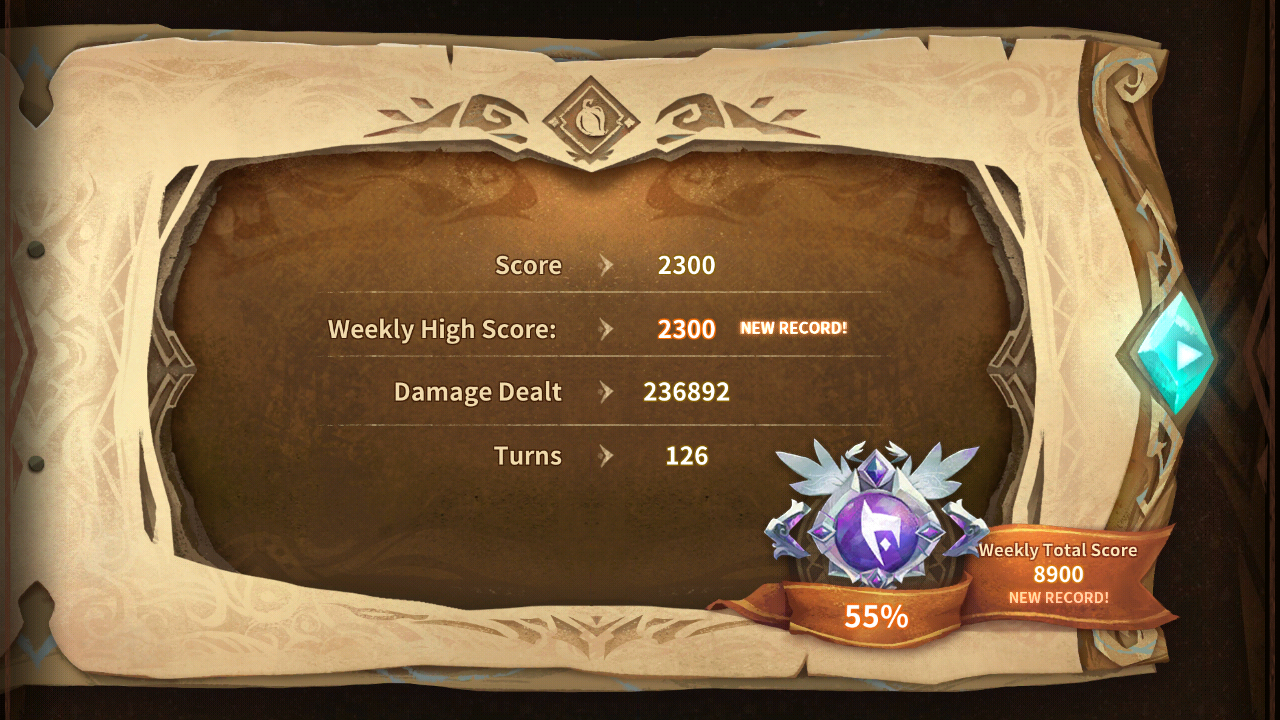 Score 2300
Weekly High Score: 2300 NEW RECORD!
Damage Dealt 236892
Turns 126
Weekly Total Score
8900
NEW RECORD!
55%